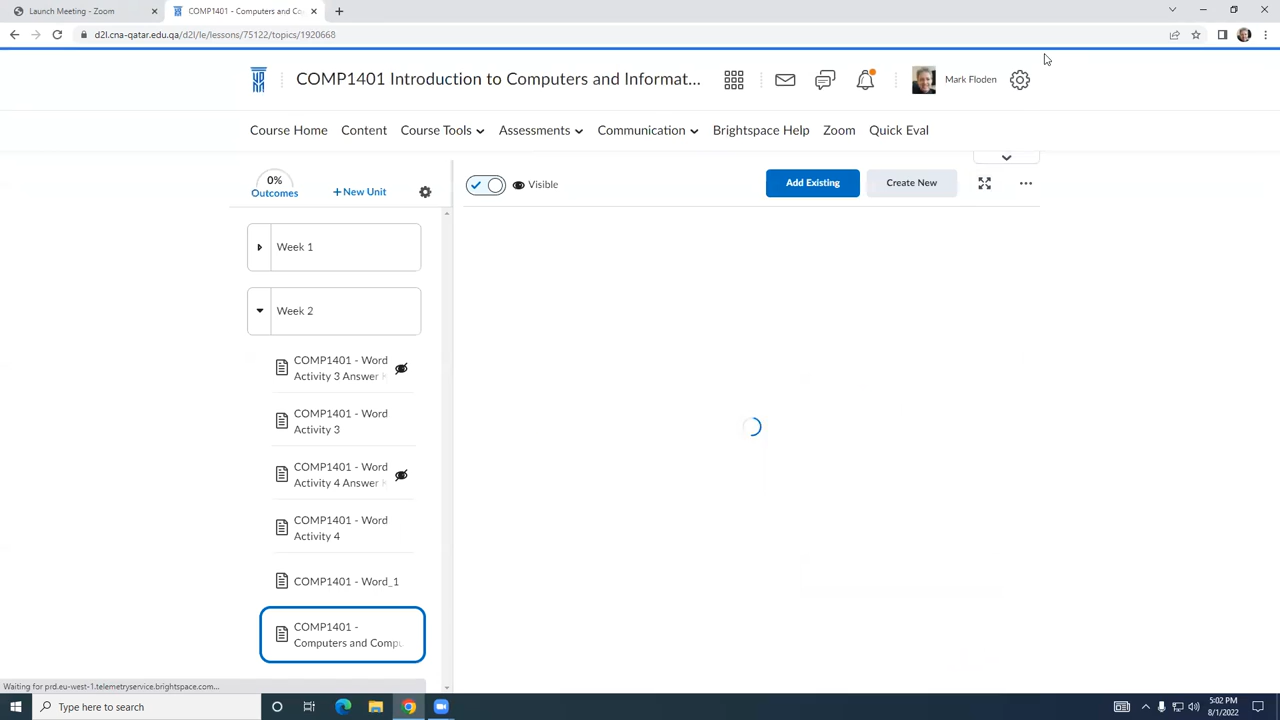 Launch Meeting - Zoom
COMP1401 - Computers and Co
d2l.cna-qatar.edu.qa/d2l/le/lessons/75122/topics/1920668
COMP1401 Introduction to Computers and Informat...
Mark Floden
Course Home
Content
Course Tools
Assessments
Communication
Brightspace Help
Zoom
Quick Eval
0%
Outcomes
+ New Unit
Visible
Add Existing
Create New
Week 1
Week 2
COMP1401 - Word
Activity 3 Answer
COMP1401 - Word
Activity 3
COMP1401 - Word
Activity 4 Answer
COMP1401 - Word
Activity 4
COMP1401 - Word_1
COMP1401 -
Computers and Compu
Waiting for prd.eu-west-1.telemetryservice.brightspace.com...
Type here to search
5:02 PM
8/1/2022